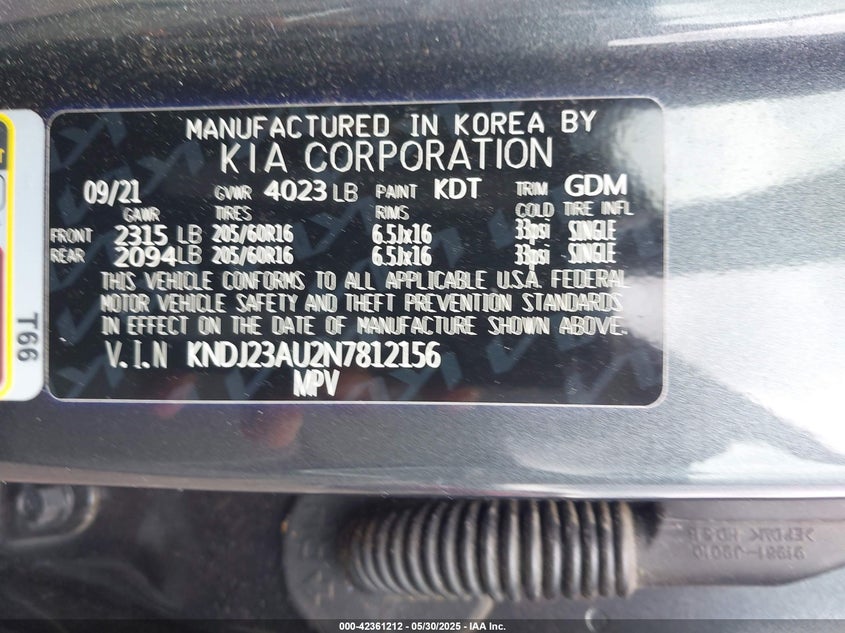 MANUFACTURED IN KOREA BY
KIA CORPORATION
09/21 GVWR 4023 LB PAINT KDT TRIM GDM
GAWR TIRES RIMS COLD TIRE INFL
FRONT 2315 LB 205/60R16 6.5Jx16 33psi SINGLE
REAR 2094 LB 205/60R16 6.5Jx16 33psi SINGLE
THIS VEHICLE CONFORMS TO ALL APPLICABLE U.S.A. FEDERAL
MOTOR VEHICLE SAFETY AND THEFT PREVENTION STANDARDS
IN EFFECT ON THE DATE OF MANUFACTURE SHOWN ABOVE.
V.I.N KNDJ23AU2N7812156
MPV
T66
91981-J9010
000-42361212 — 05/30/2025 — IAA Inc.